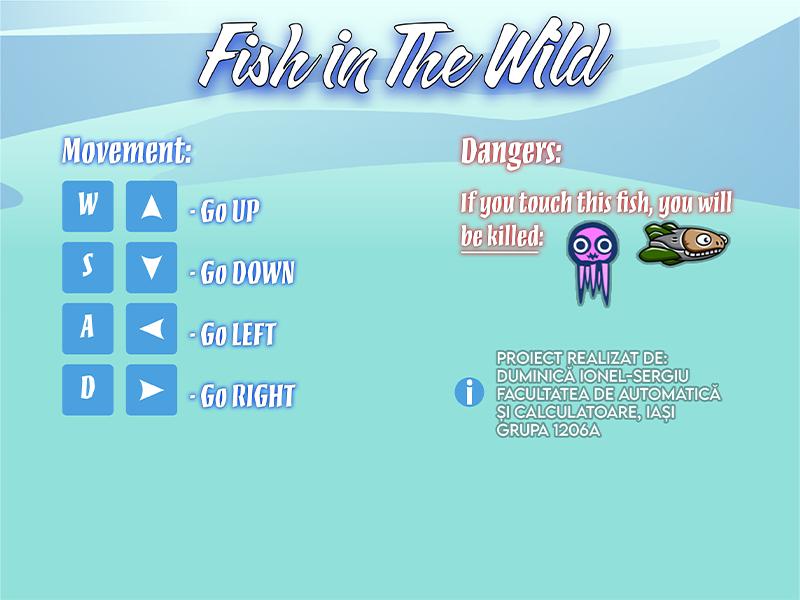 Fish in The Wild
Movement:
W
- Go UP
S
- Go DOWN
A
- Go LEFT
D
- Go RIGHT
Dangers:
If you touch this fish, you will
be killed:
i
PROIECT REALIZAT DE:
DUMINICĂ IONEL-SERGIU
FACULTATEA DE AUTOMATICĂ
ȘI CALCULATOARE, IAȘI
GRUPA 1206A